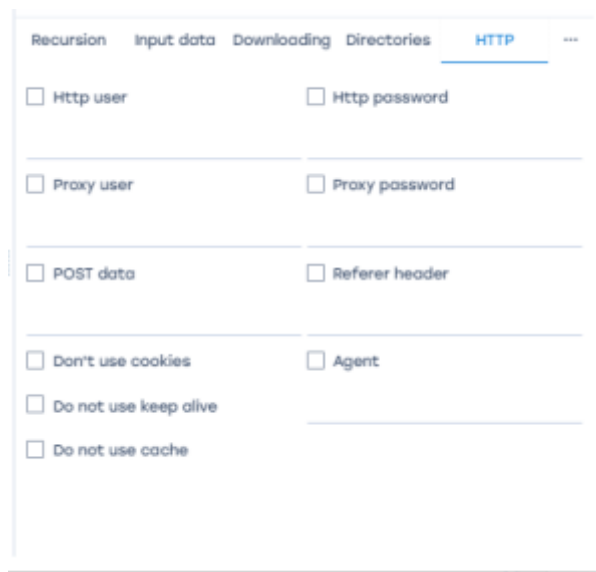 Recursion Input data Downloading Directories HTTP ...
Http user Http password
Proxy user Proxy password
POST data Referer header
Don't use cookies Agent
Do not use keep alive
Do not use cache